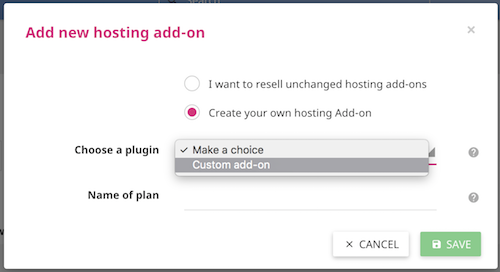 Add new hosting add-on
×
I want to resell unchanged hosting add-ons
Create your own hosting Add-on
Choose a plugin
✓ Make a choice
Custom add-on
?
Name of plan
?
× CANCEL
SAVE